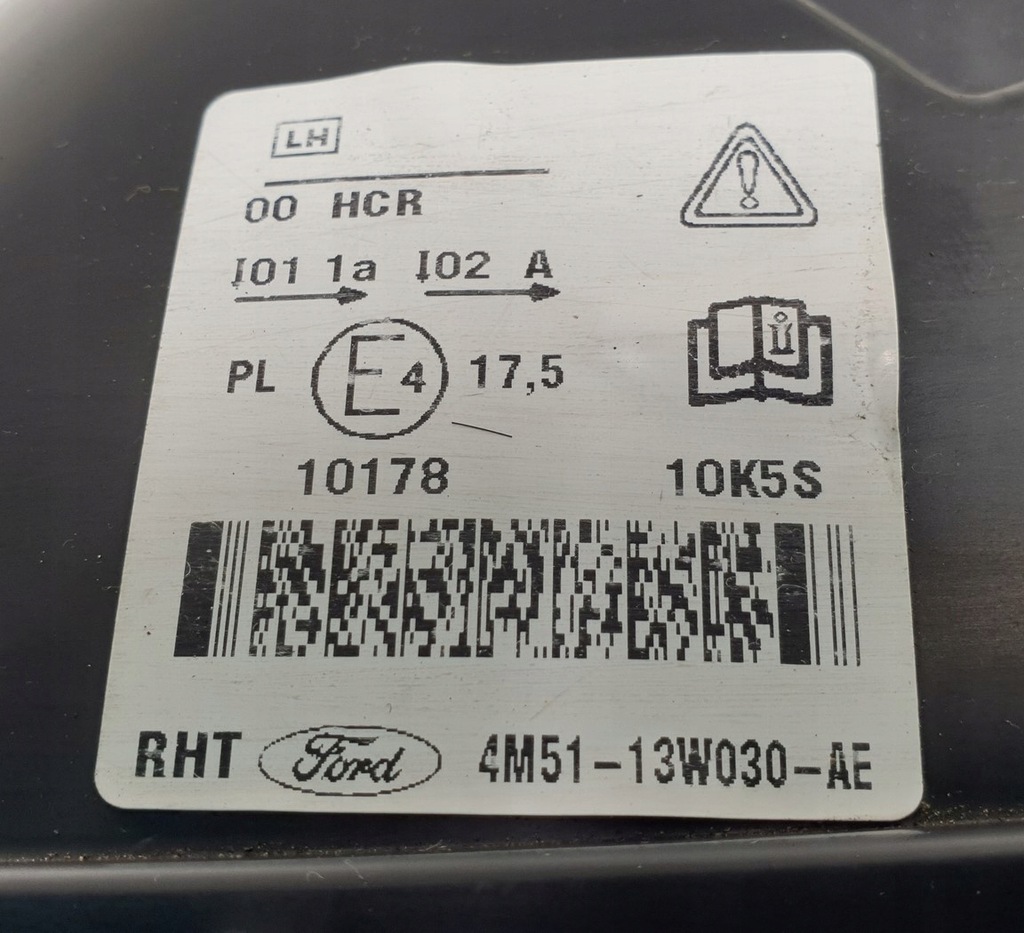 LH
00 HCR
I01 1a I02 A
PL E4 17,5
10178 10K5S
RHT Ford 4M51-13W030-AE